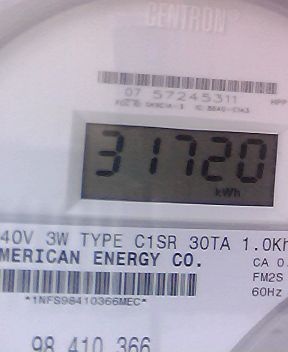 CENTRON
07 57245311
31720
kWh
40V 3W TYPE C1SR 30TA 1.0Kh
MERICAN ENERGY CO.
CA 0.
FM2S
60Hz
*1NFS98410366MEC*
98 410 366